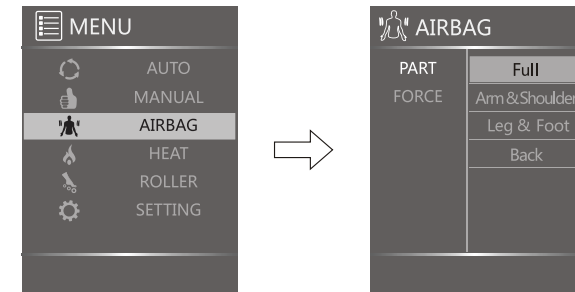 MENU
AUTO
MANUAL
AIRBAG
HEAT
ROLLER
SETTING
AIRBAG
PART
FORCE
Full
Arm & Shoulder
Leg & Foot
Back